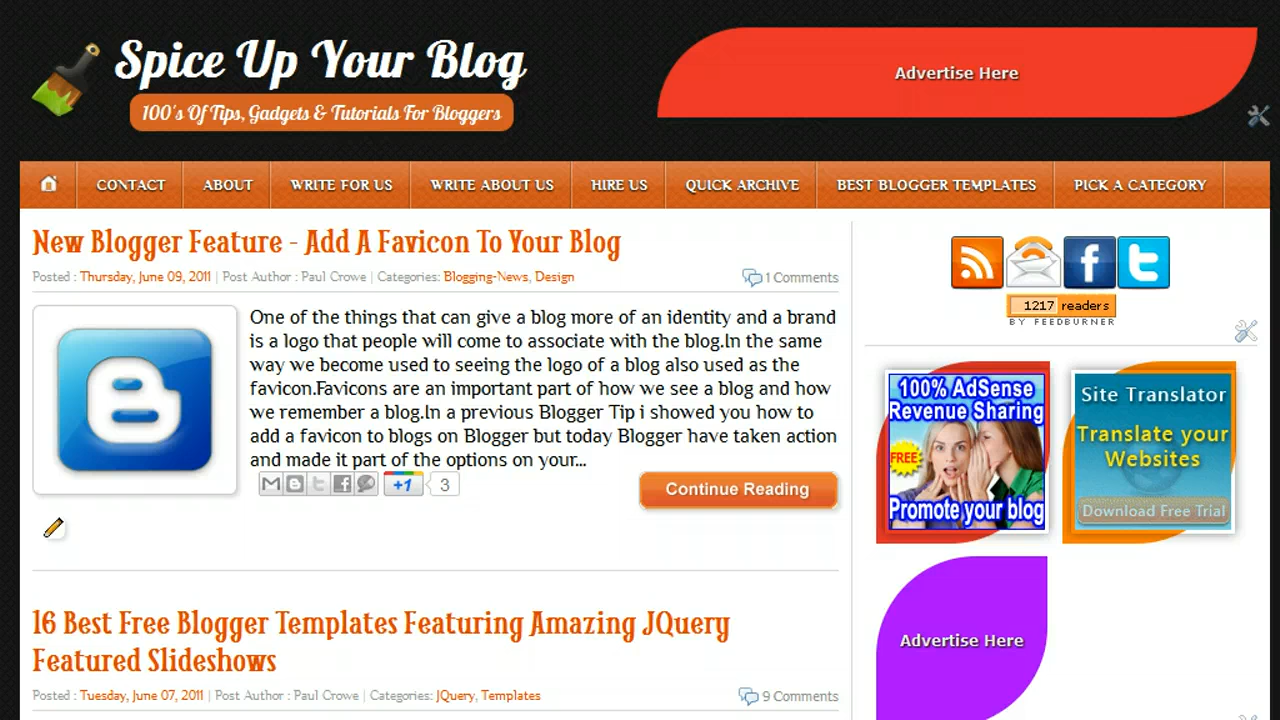 Spice Up Your Blog
100's Of Tips, Gadgets & Tutorials For Bloggers
Advertise Here
CONTACT ABOUT WRITE FOR US WRITE ABOUT US HIRE US QUICK ARCHIVE BEST BLOGGER TEMPLATES PICK A CATEGORY
New Blogger Feature - Add A Favicon To Your Blog
Posted : Thursday, June 09, 2011 | Post Author : Paul Crowe | Categories: Blogging-News, Design
1 Comments
One of the things that can give a blog more of an identity and a brand
is a logo that people will come to associate with the blog.In the same
way we become used to seeing the logo of a blog also used as the
favicon.Favicons are an important part of how we see a blog and how
we remember a blog.In a previous Blogger Tip i showed you how to
add a favicon to blogs on Blogger but today Blogger have taken action
and made it part of the options on your...
+1 3
Continue Reading
16 Best Free Blogger Templates Featuring Amazing JQuery
Featured Slideshows
Posted : Tuesday, June 07, 2011 | Post Author : Paul Crowe | Categories: JQuery, Templates
9 Comments
1217 readers
BY FEEDBURNER
100% AdSense
Revenue Sharing
FREE
Promote your blog
Site Translator
Translate your
Websites
Download Free Trial
Advertise Here